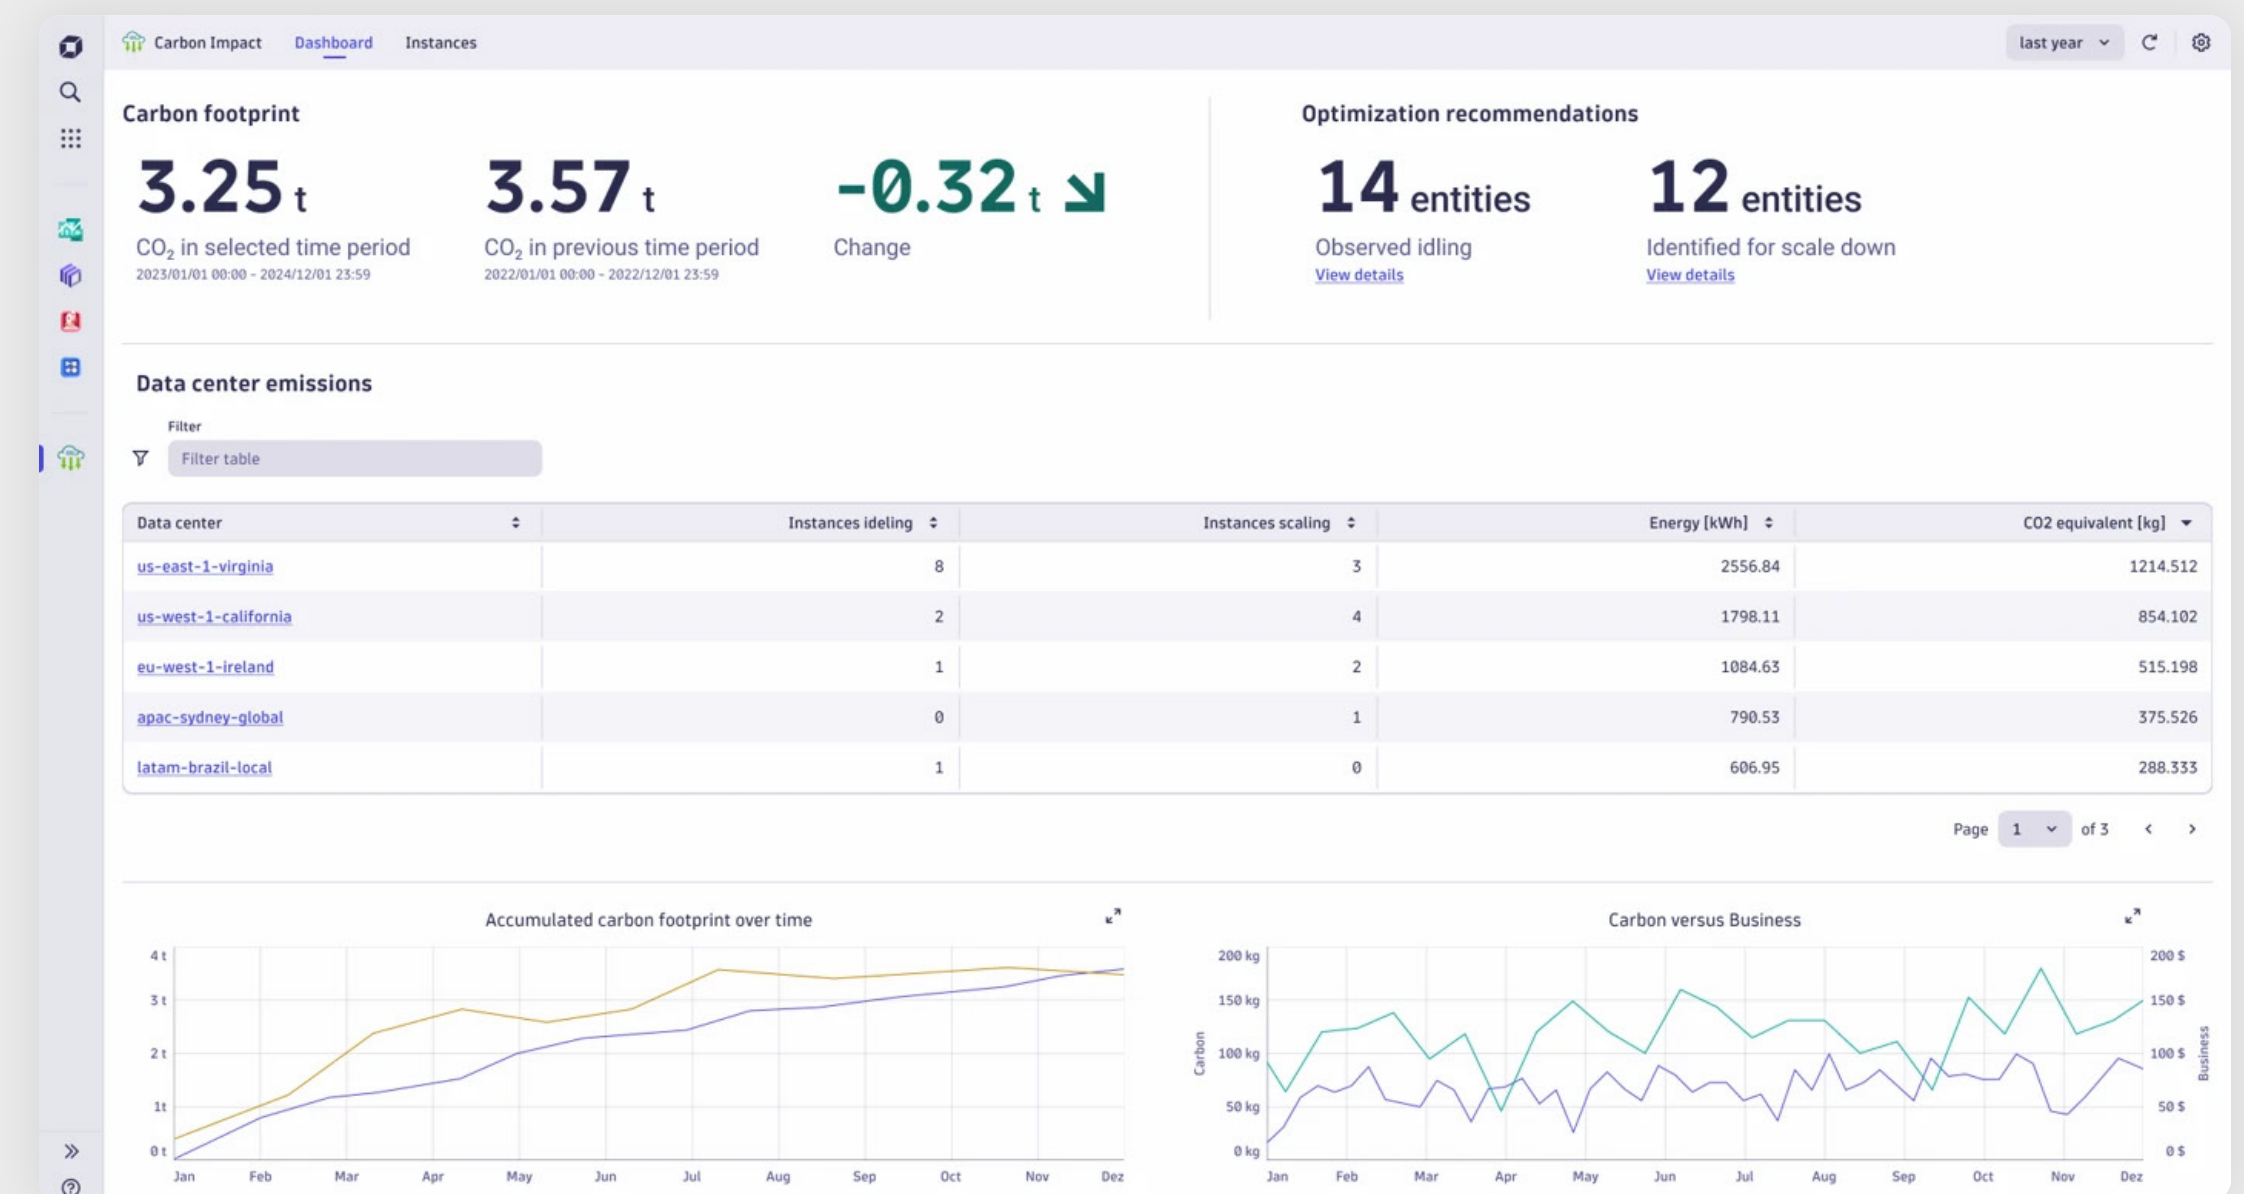 Carbon Impact Dashboard Instances last year
Carbon footprint
3.25 t
CO₂ in selected time period
2023/01/01 00:00 - 2024/12/01 23:59
3.57 t
CO₂ in previous time period
2022/01/01 00:00 - 2022/12/01 23:59
-0.32 t
Change
Optimization recommendations
14 entities
Observed idling
View details
12 entities
Identified for scale down
View details
Data center emissions
Filter
Filter table
Data center Instances ideling Instances scaling Energy [kWh] CO2 equivalent [kg]
us-east-1-virginia 8 3 2556.84 1214.512
us-west-1-california 2 4 1798.11 854.102
eu-west-1-ireland 1 2 1084.63 515.198
apac-sydney-global 0 1 790.53 375.526
latam-brazil-local 1 0 606.95 288.333
Page 1 of 3
Accumulated carbon footprint over time
4 t
3 t
2 t
1 t
0 t
Jan Feb Mar Apr May Jun Jul Aug Sep Oct Nov Dez
Carbon versus Business
Carbon
200 kg
150 kg
100 kg
50 kg
0 kg
200 $
150 $
100 $
50 $
0 $
Business
Jan Feb Mar Apr May Jun Jul Aug Sep Oct Nov Dez